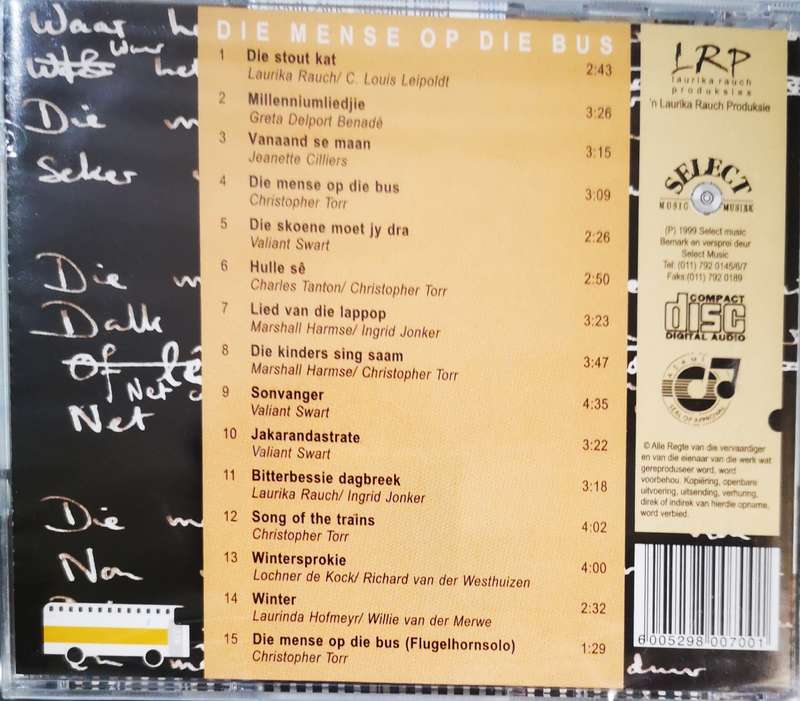 DIE MENSE OP DIE BUS
1 Die stout kat 2:43
Laurika Rauch/ C. Louis Leipoldt
2 Millenniumliedjie 3:26
Greta Delport Benadé
3 Vanaand se maan 3:15
Jeanette Cilliers
4 Die mense op die bus 3:09
Christopher Torr
5 Die skoene moet jy dra 2:26
Valiant Swart
6 Hulle sê 2:50
Charles Tanton/ Christopher Torr
7 Lied van die lappop 3:23
Marshall Harmse/ Ingrid Jonker
8 Die kinders sing saam 3:47
Marshall Harmse/ Christopher Torr
9 Sonvanger 4:35
Valiant Swart
10 Jakarandastrate 3:22
Valiant Swart
11 Bitterbessie dagbreek 3:18
Laurika Rauch/ Ingrid Jonker
12 Song of the trains 4:02
Christopher Torr
13 Wintersprokie 4:00
Lochner de Kock/ Richard van der Westhuizen
14 Winter 2:32
Laurinda Hofmeyr/ Willie van der Merwe
15 Die mense op die bus (Flugelhornsolo) 1:29
Christopher Torr
LRP
laurika rauch
produksies
'n Laurika Rauch Produksie
SELECT
MUSIC MUSIEK
(P) 1999 Select music
Bemark en versprei deur
Select Music
Tel: (011) 792 0145/6/7
Faks:(011) 792 0189
COMPACT
disc
DIGITAL AUDIO
SEAL OF APPROVAL
© Alle Regte van die vervaardiger
en van die eienaar van die werk wat
gereproduseer word, word
voorbehou. Kopiëring, openbare
uitvoering, uitsending, verhuring,
direk of indirek van hierdie opname,
word verbied.
6005298 007001
Waar
Waar
Die
Seker
Die
Dalk
Of
Net
Net
Die
Non